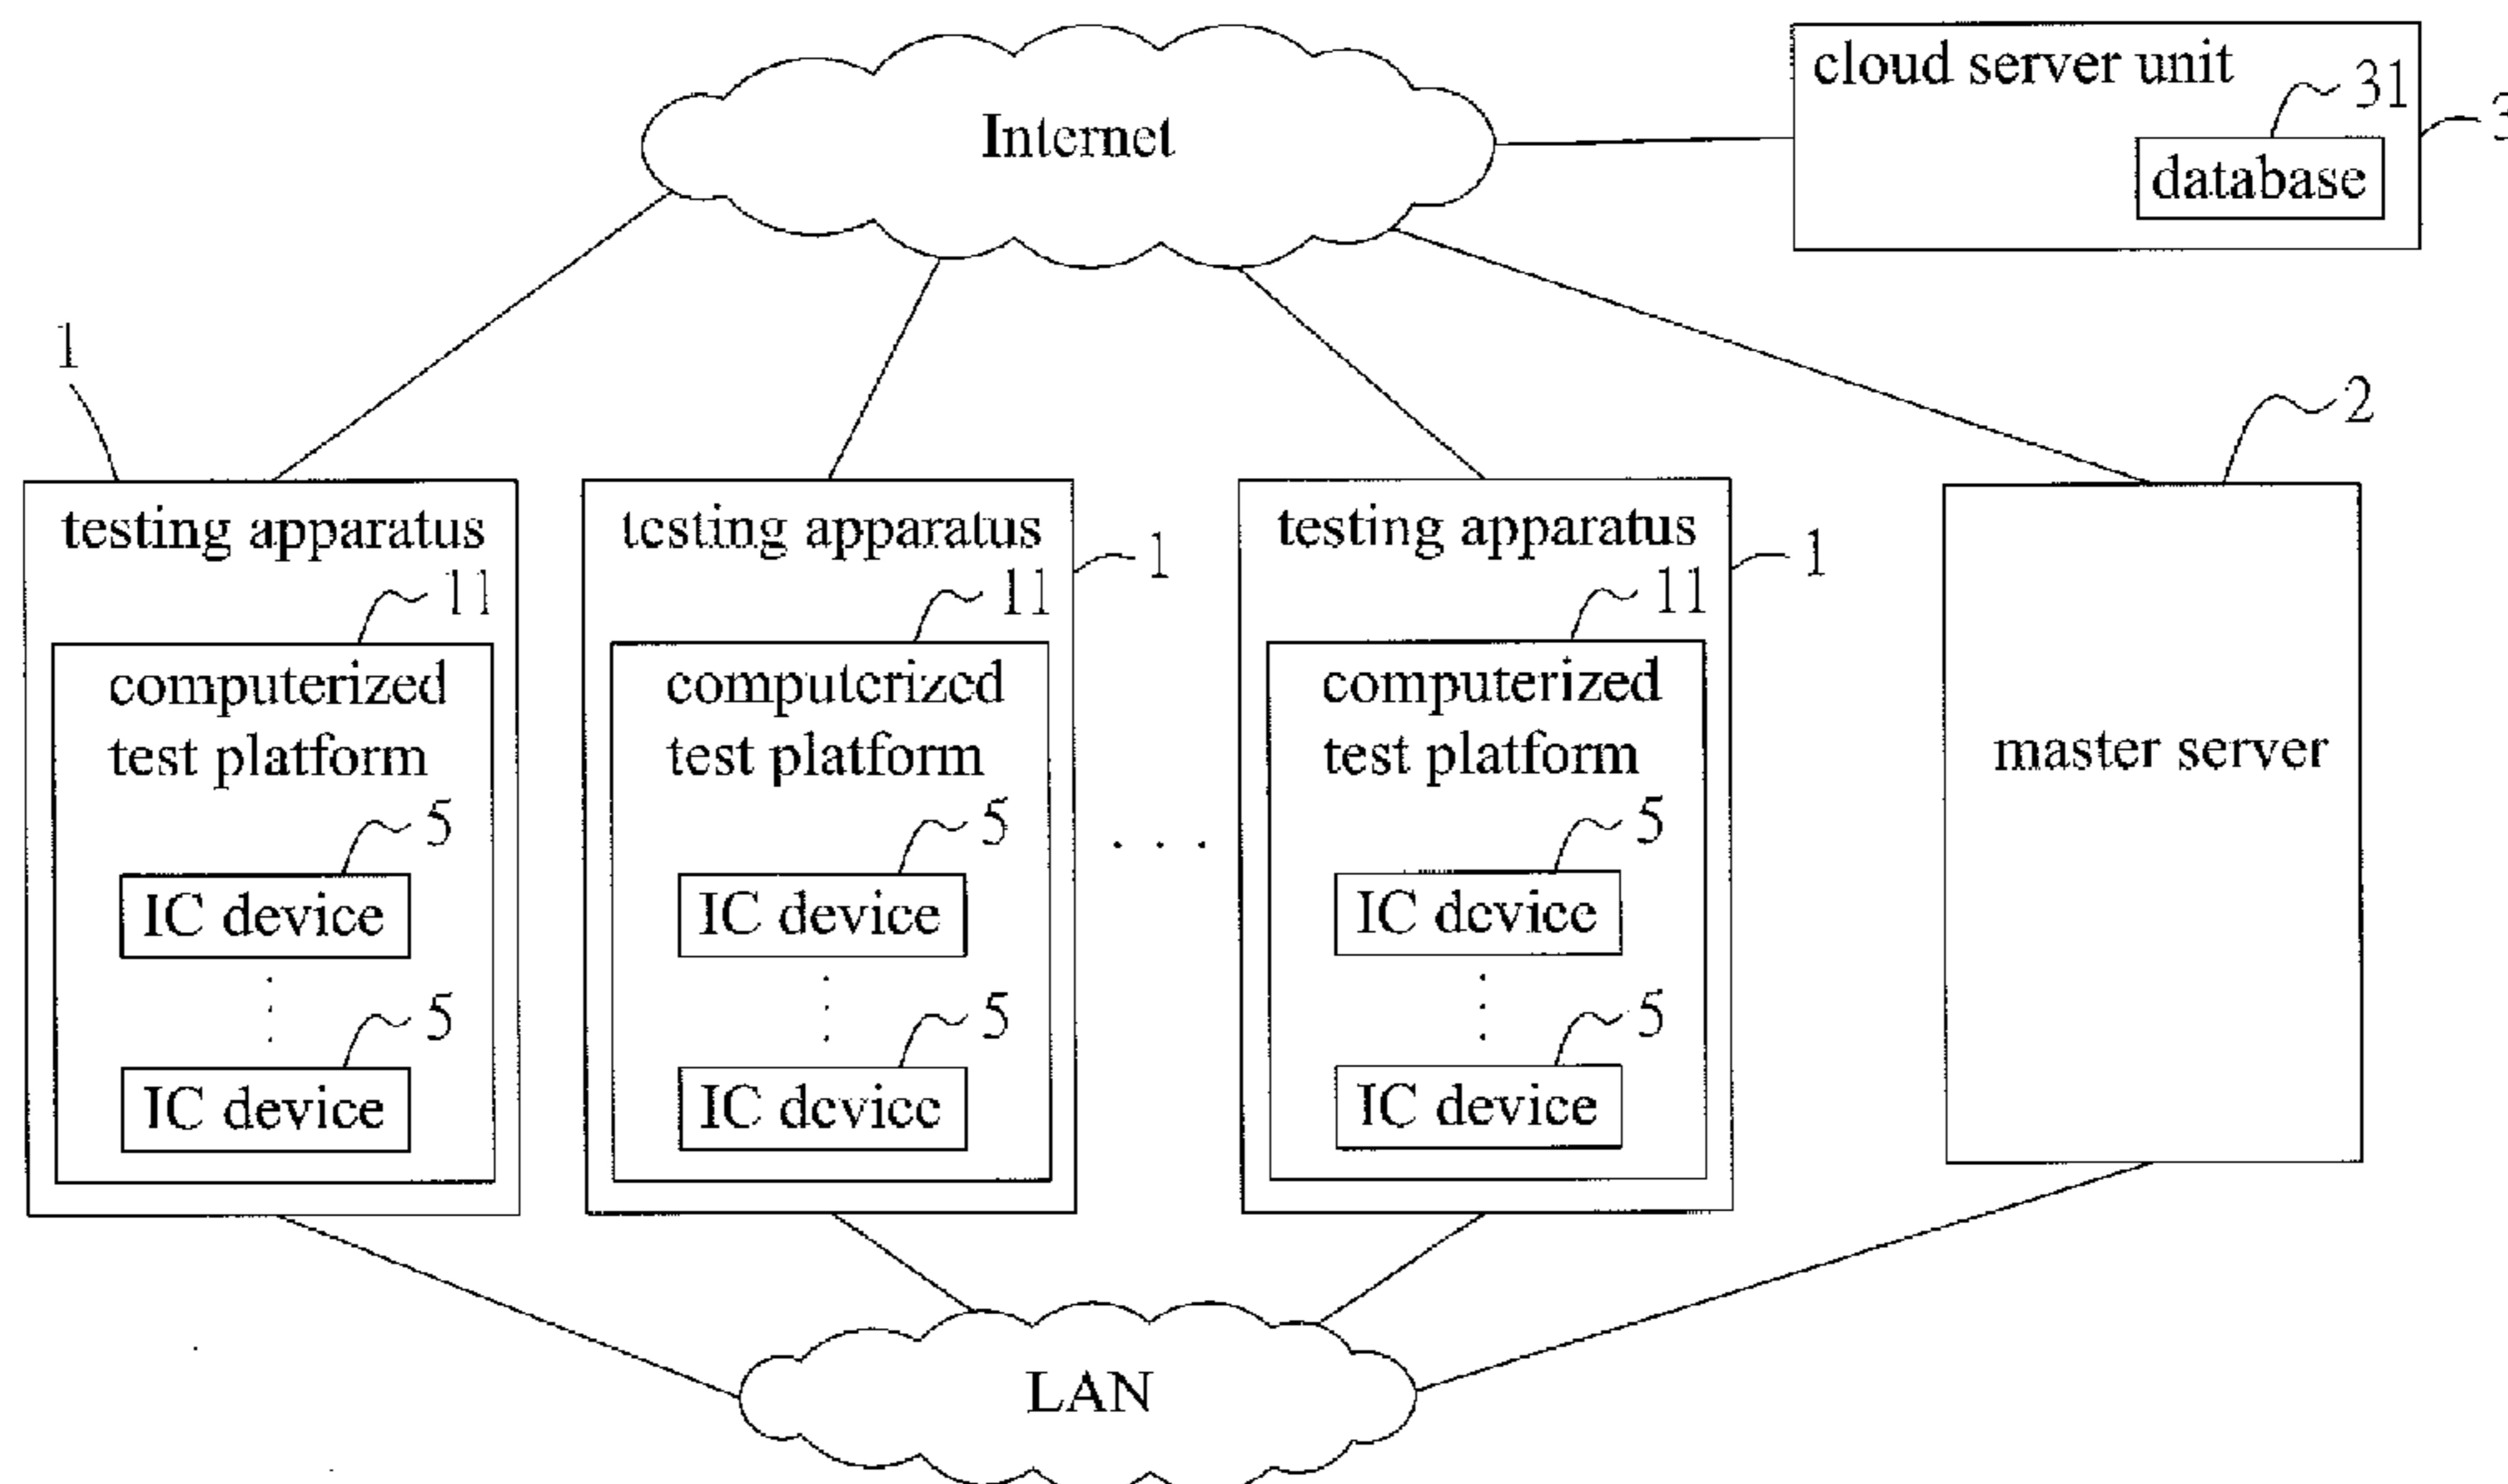 cloud server unit
31
Internet
3
database
1
2
testing apparatus
testing apparatus
testing apparatus
1
1
11
11
11
computerized
test platform
computerized
test platform
computerized
test platform
master server
5
5
5
IC device
IC device
IC device
5
5
5
IC device
IC device
IC device
LAN